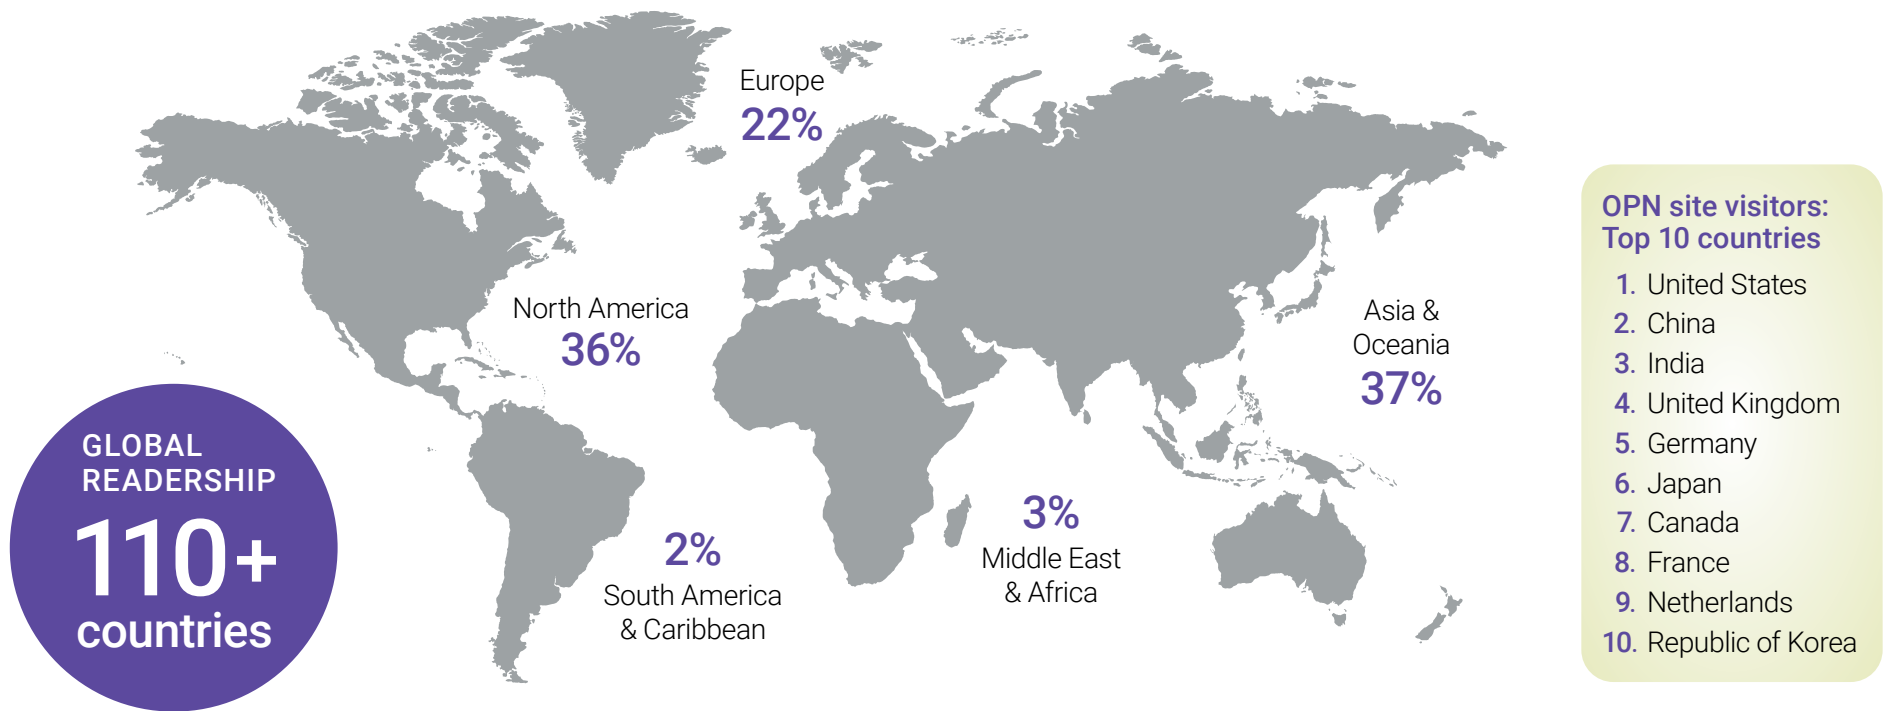 Europe
22%
North America
36%
Asia &
Oceania
37%
GLOBAL
READERSHIP
110+
countries
2%
South America
& Caribbean
3%
Middle East
& Africa
OPN site visitors:
Top 10 countries
1. United States
2. China
3. India
4. United Kingdom
5. Germany
6. Japan
7. Canada
8. France
9. Netherlands
10. Republic of Korea